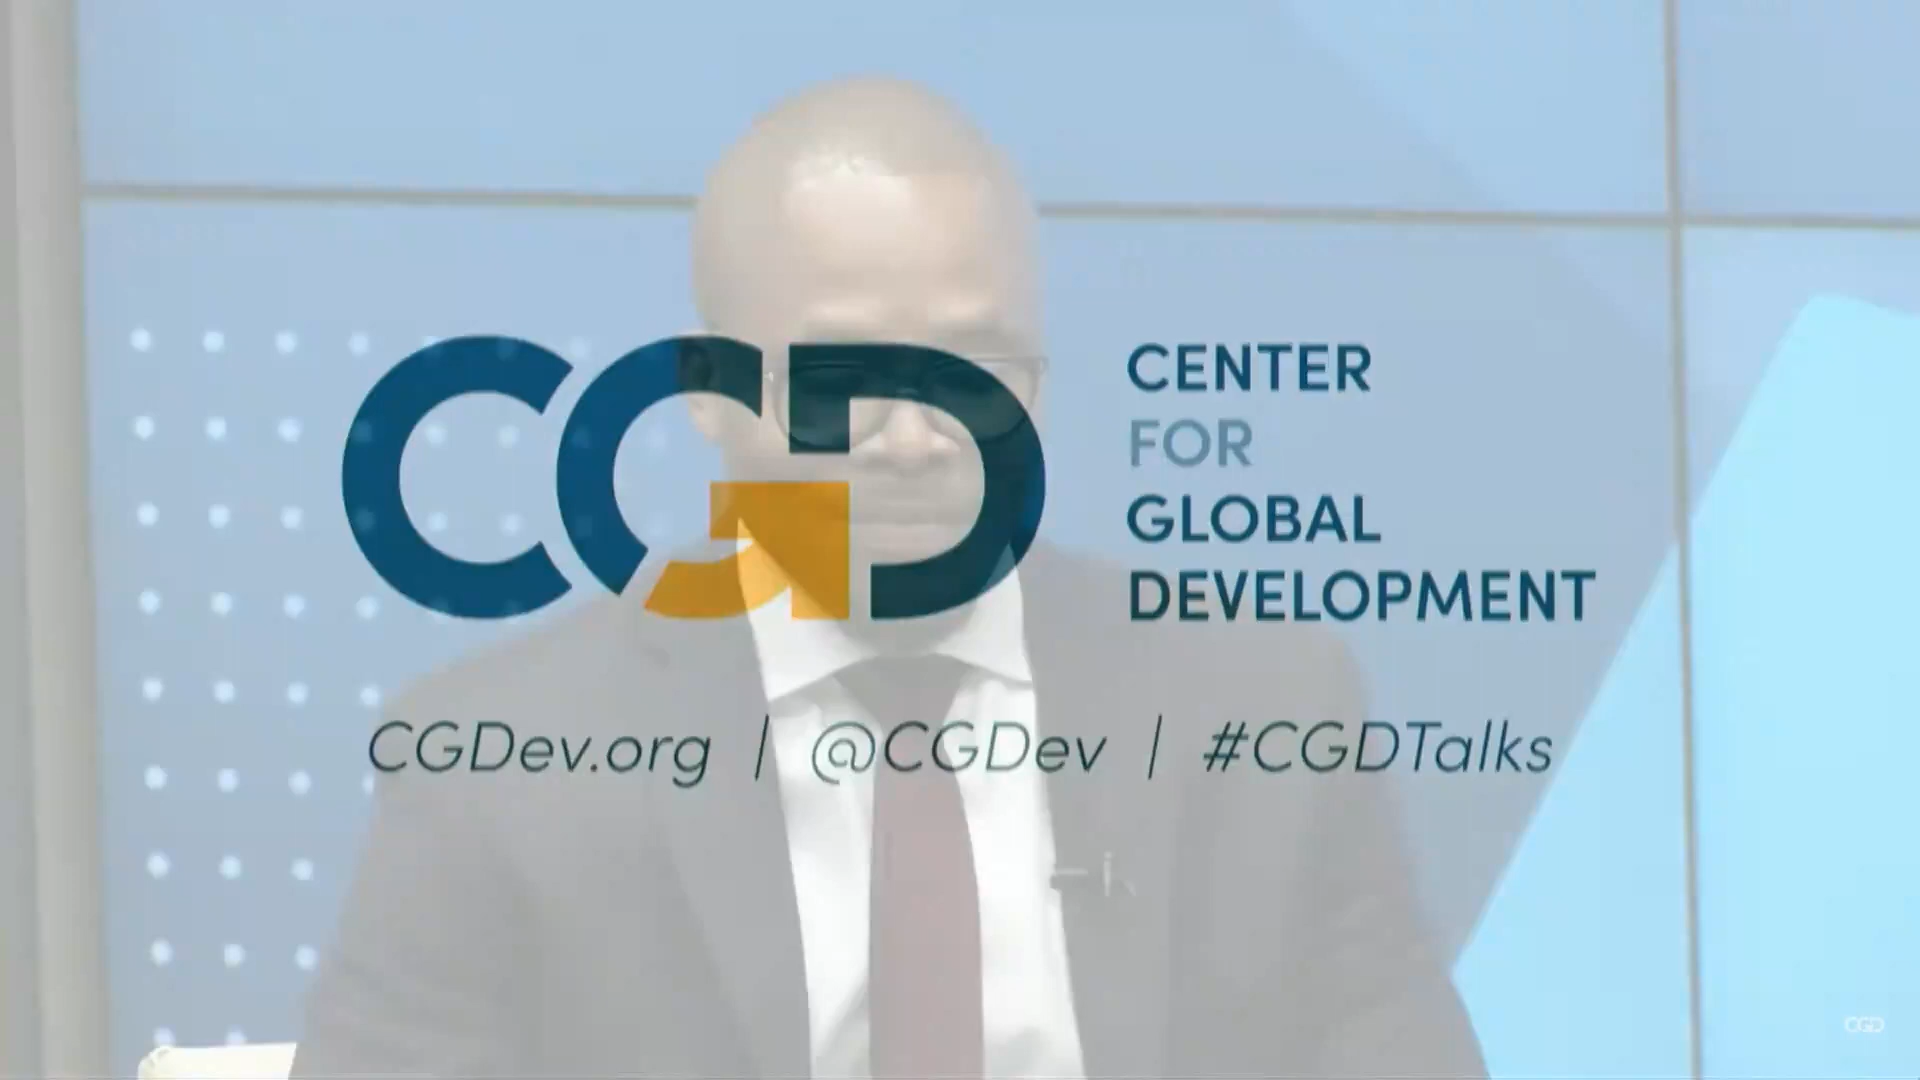 CGD
CENTER
FOR
GLOBAL
DEVELOPMENT
CGDev.org | @CGDev | #CGDTalks
CGD